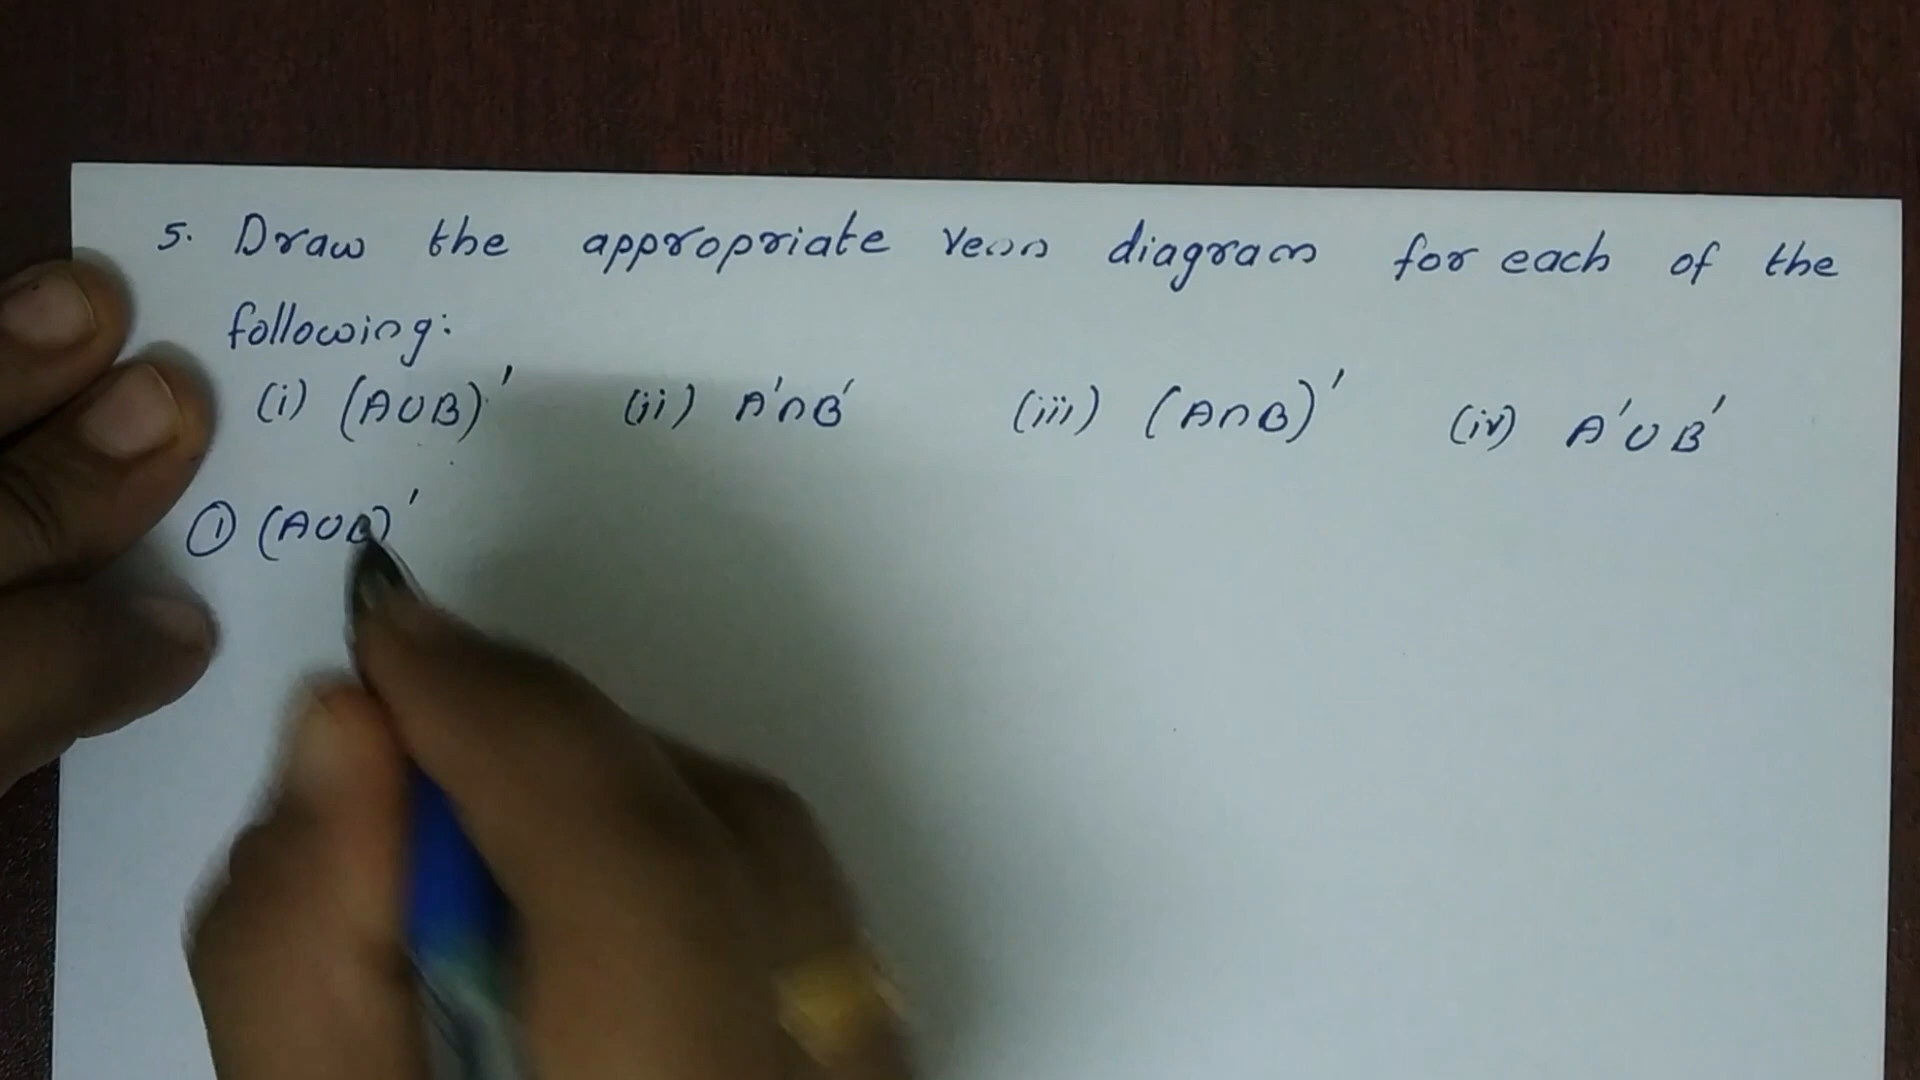 5. Draw the appropriate Venn diagram for each of the
following:
(i) (A∪B)' (ii) A'∩B' (iii) (A∩B)' (iv) A'∪B'
① (A∪B)'